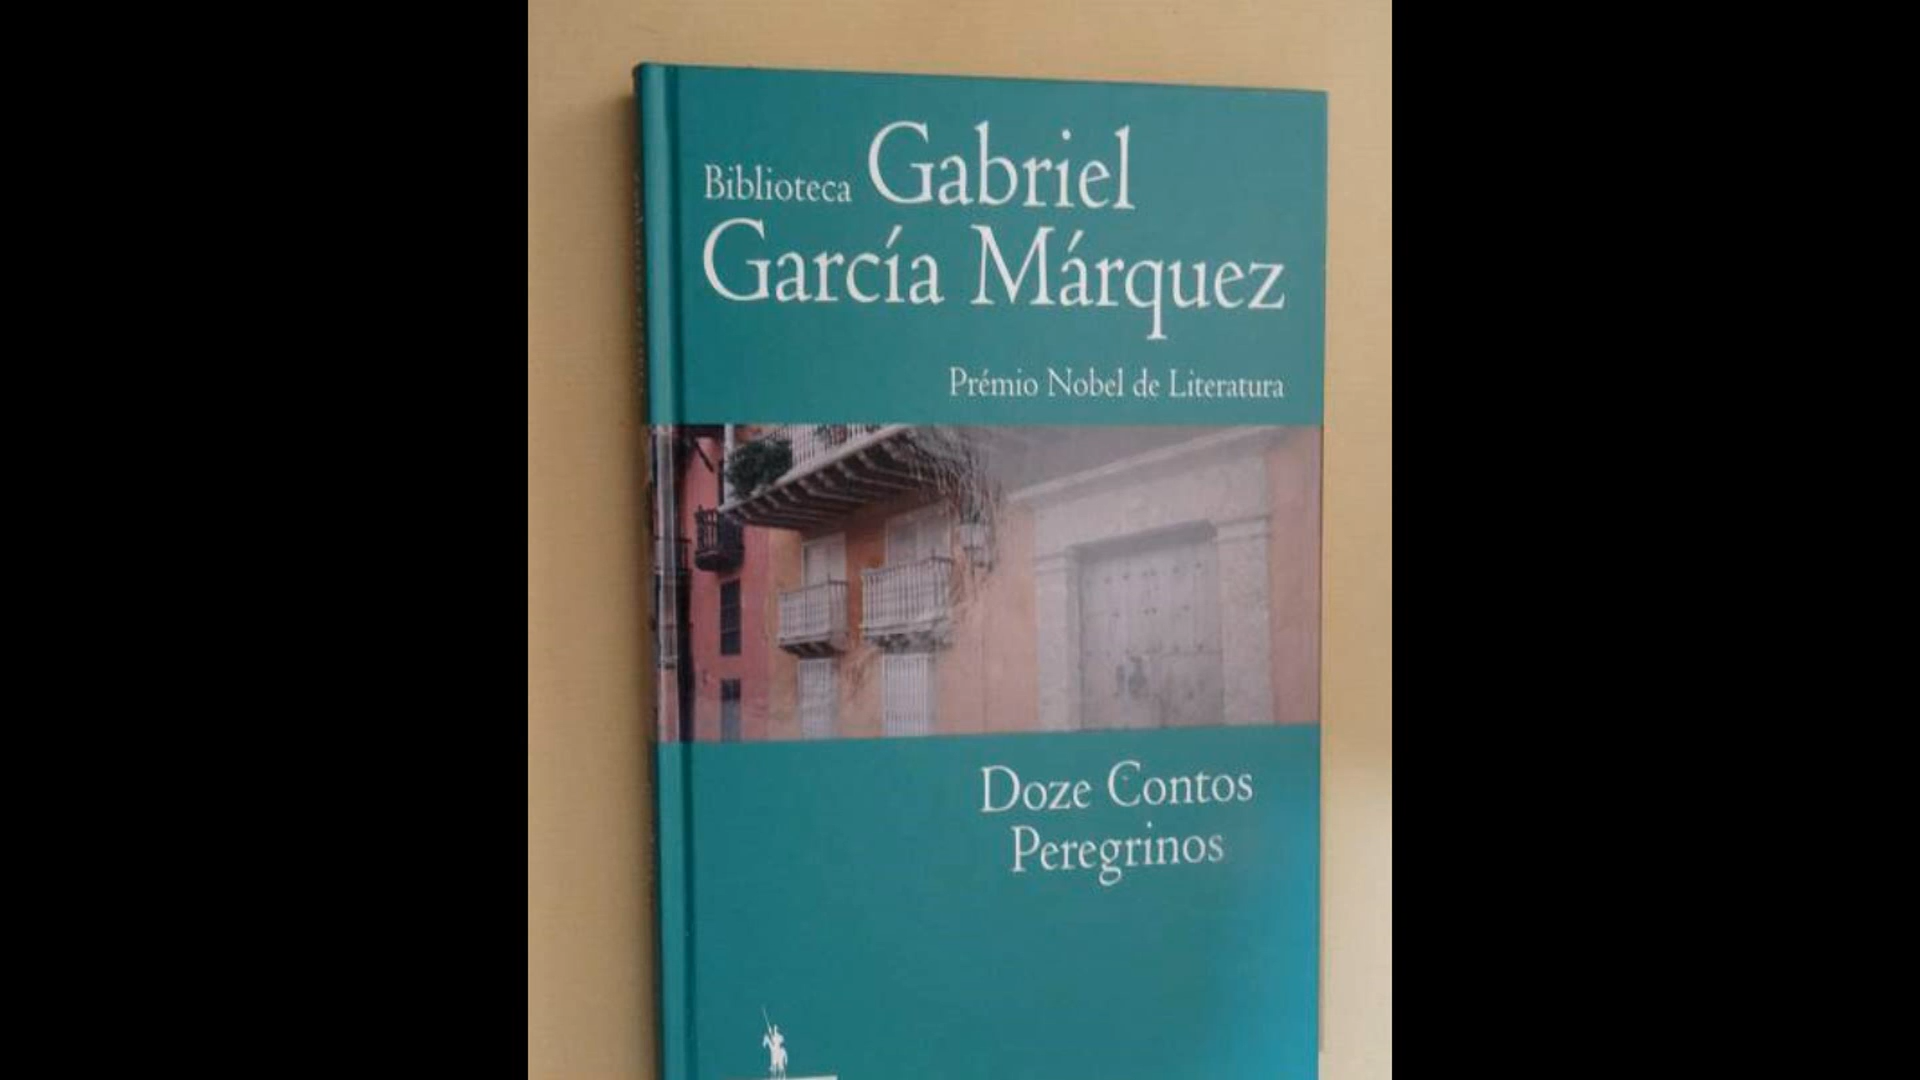 Biblioteca Gabriel
García Márquez
Prémio Nobel de Literatura
Doze Contos
Peregrinos